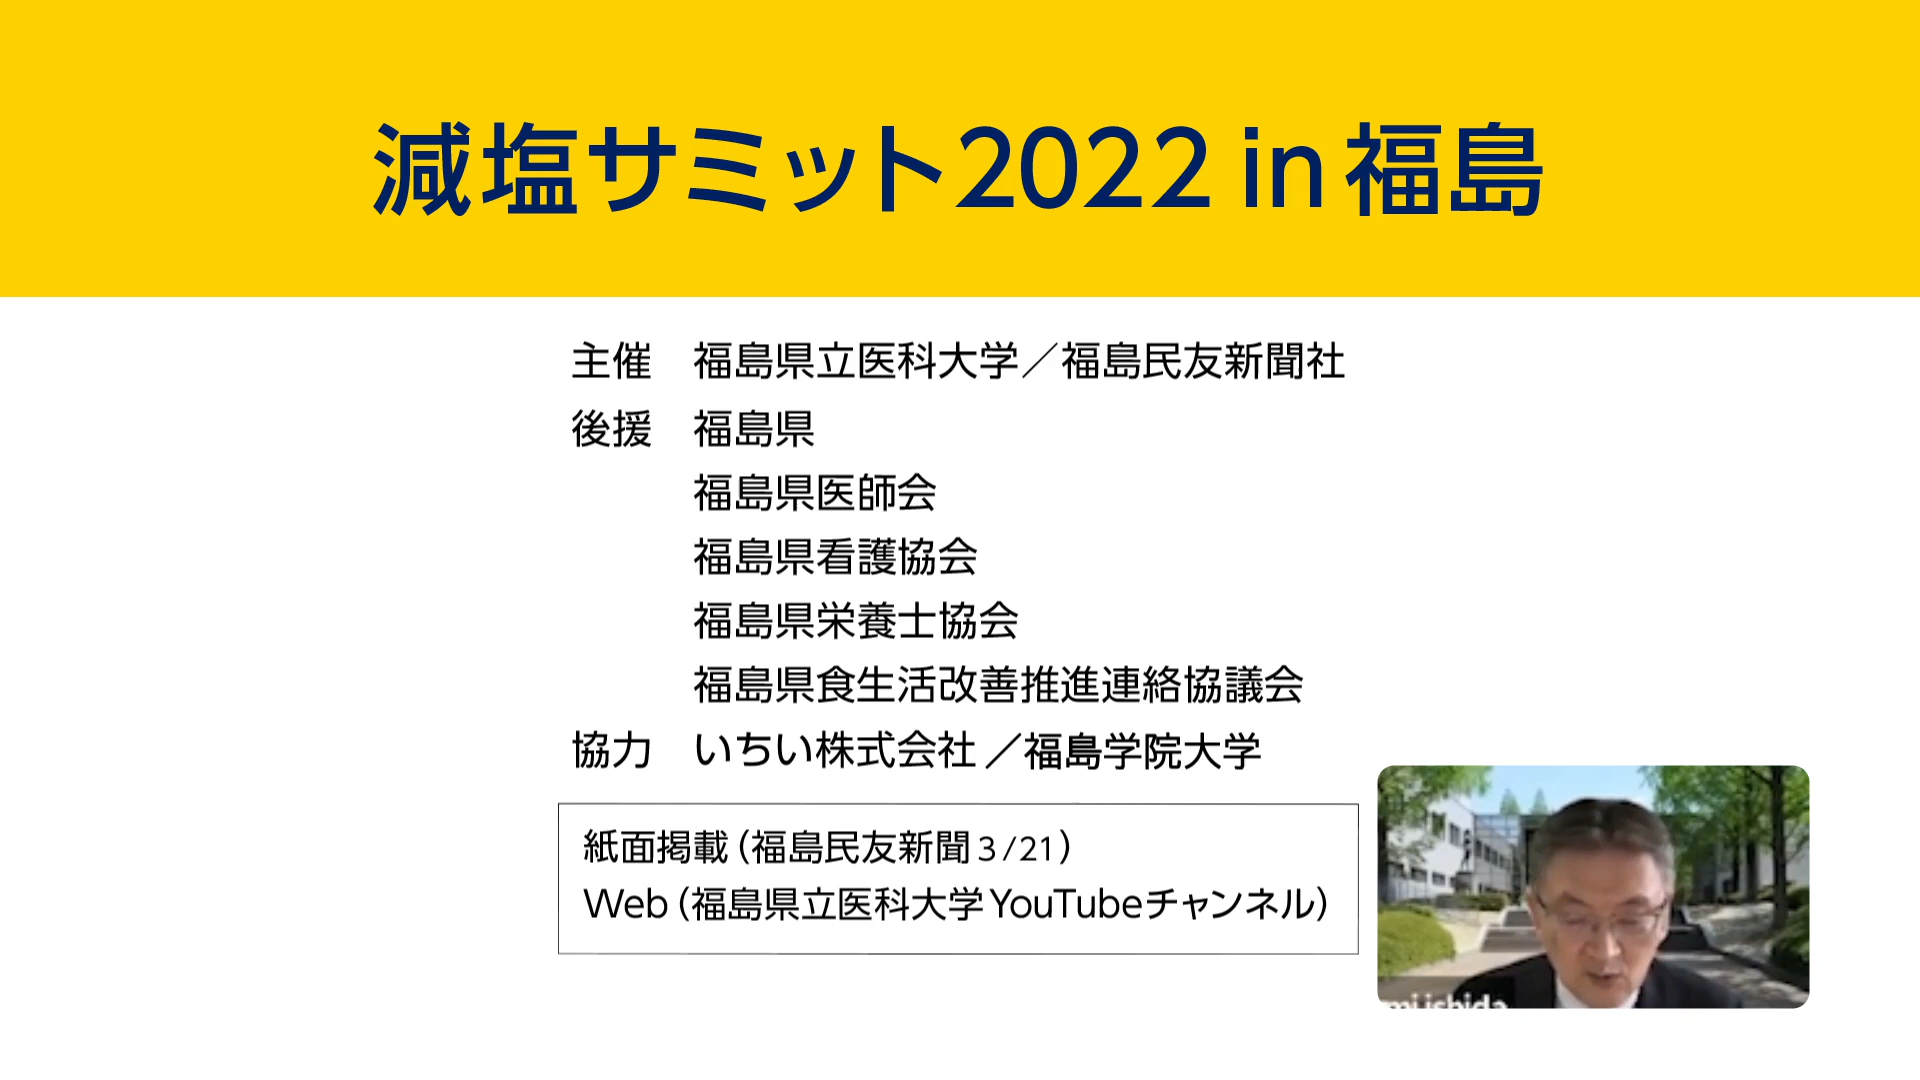 減塩サミット2022 in 福島
主催 福島県立医科大学／福島民友新聞社
後援 福島県
福島県医師会
福島県看護協会
福島県栄養士協会
福島県食生活改善推進連絡協議会
協力 いちい株式会社／福島学院大学
紙面掲載（福島民友新聞 3/21）
Web（福島県立医科大学 YouTubeチャンネル）
ishida